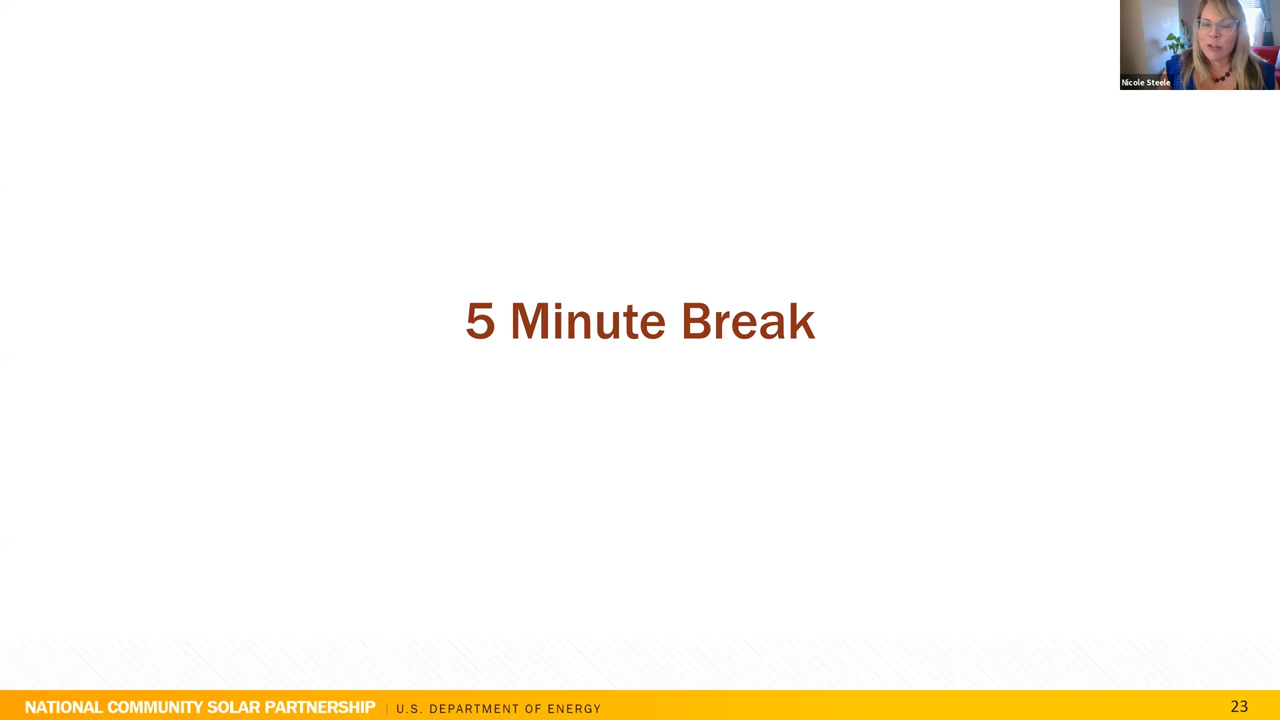 Nicole Steele
5 Minute Break
NATIONAL COMMUNITY SOLAR PARTNERSHIP | U.S. DEPARTMENT OF ENERGY
23